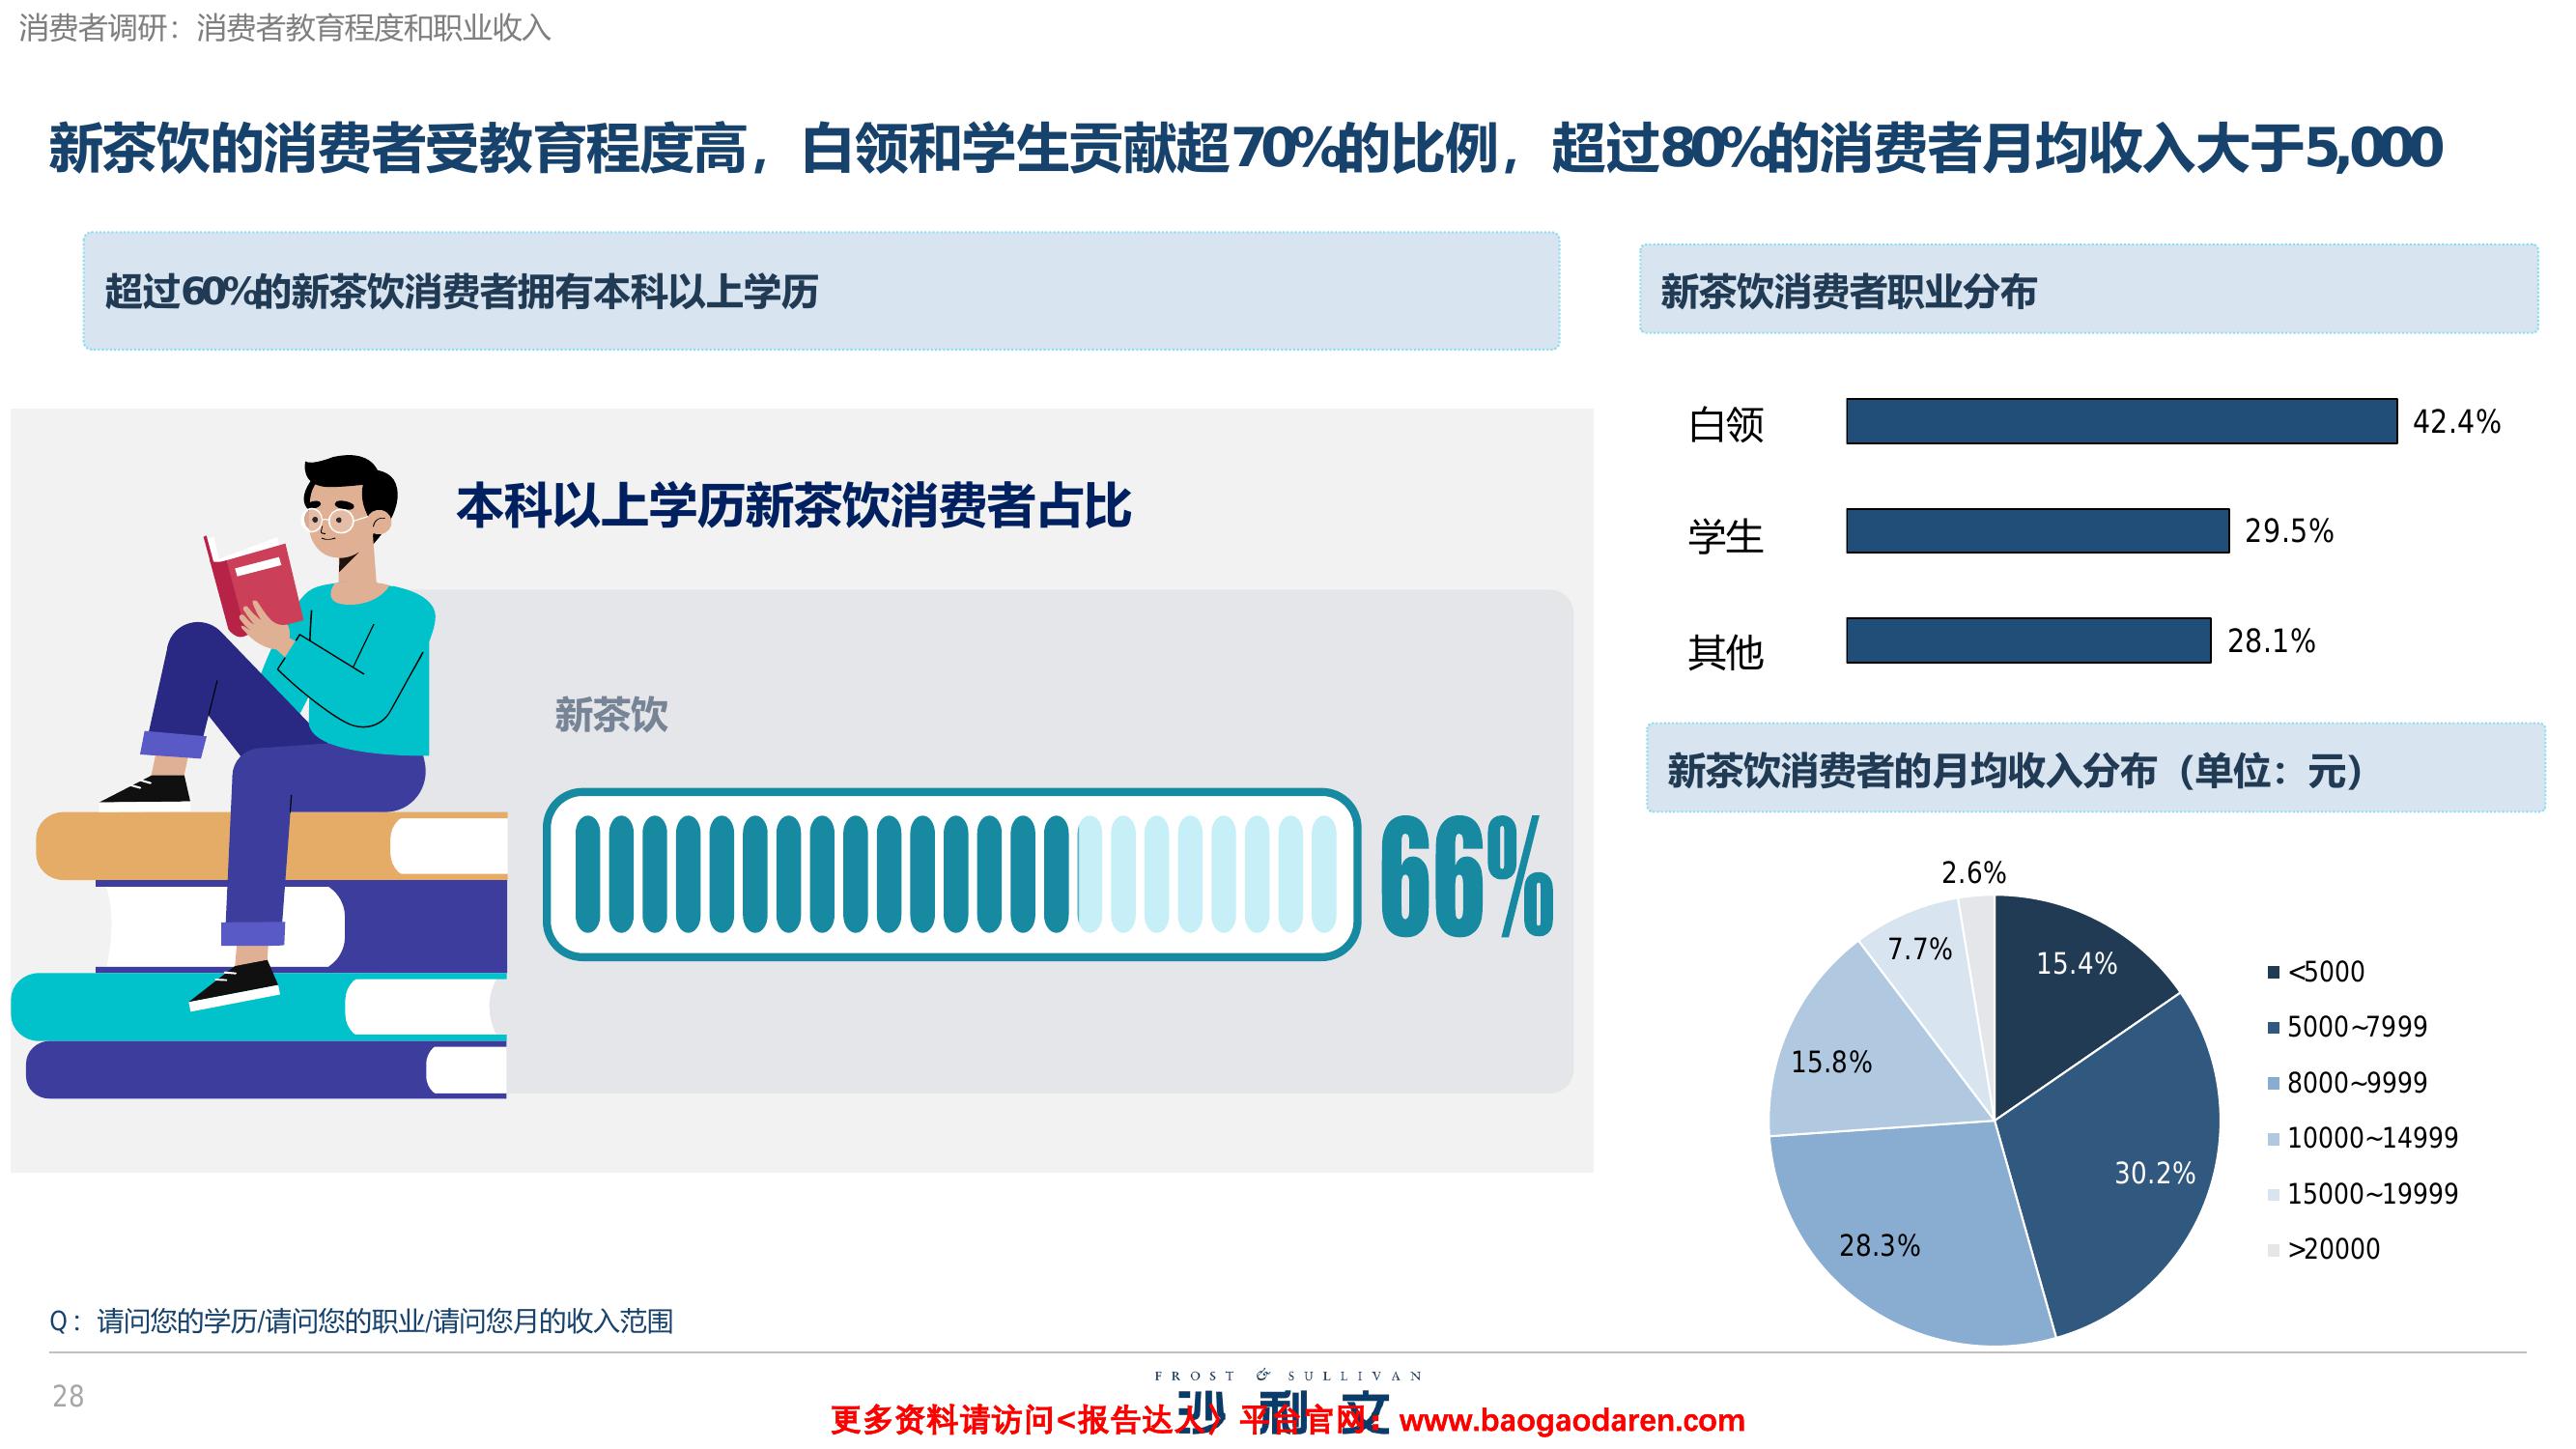 消费者调研：消费者教育程度和职业收入
新茶饮的消费者受教育程度高，白领和学生贡献超70%的比例，超过80%的消费者月均收入大于5,000
超过60%的新茶饮消费者拥有本科以上学历
本科以上学历新茶饮消费者占比
新茶饮
66%
新茶饮消费者职业分布
白领 42.4%
学生 29.5%
其他 28.1%
新茶饮消费者的月均收入分布（单位：元）
2.6%
7.7%
15.4%
15.8%
30.2%
28.3%
<5000
5000~7999
8000~9999
10000~14999
15000~19999
>20000
Q：请问您的学历/请问您的职业/请问您月的收入范围
28
FROST & SULLIVAN
沙利文
更多资料请访问<报告达人>平台官网：www.baogaodaren.com